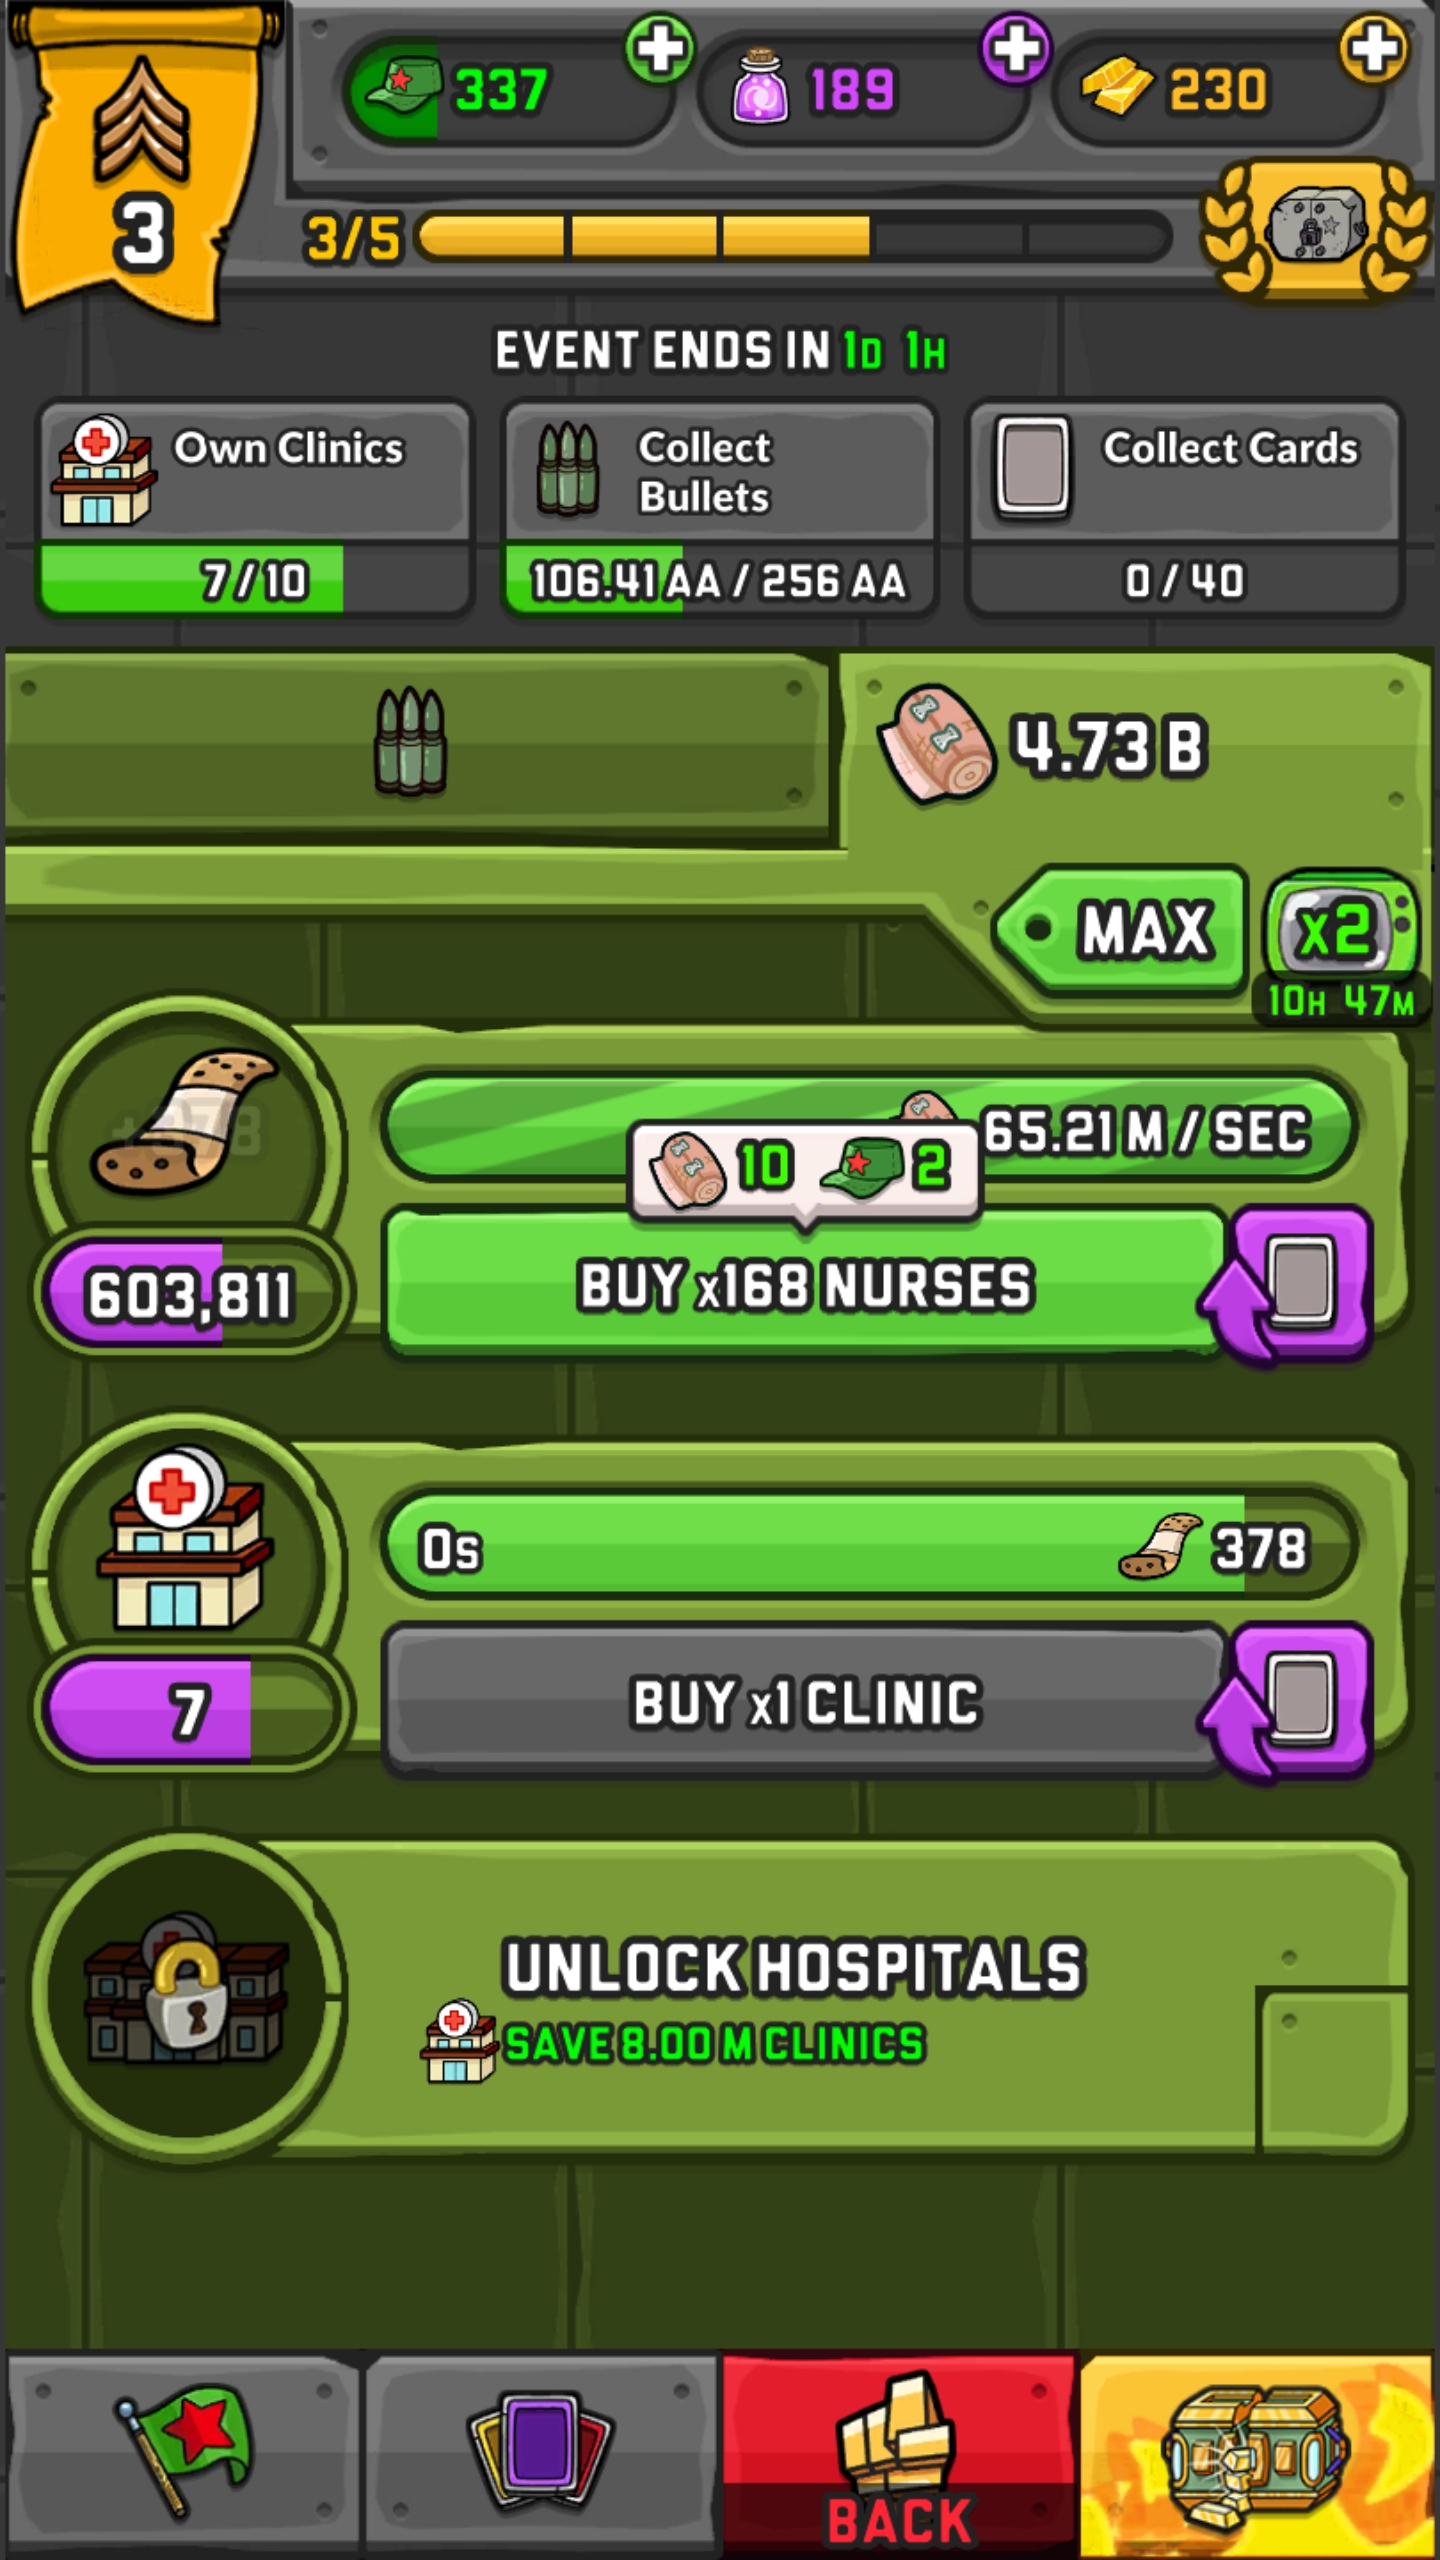 337
189
230
3
3/5
EVENT ENDS IN 1D 1H
Own Clinics
Collect
Bullets
Collect Cards
7/10
106.41 AA / 256 AA
0 / 40
4.73 B
MAX
x2
10H 47M
65.21 M / SEC
10 2
603,811
BUY x168 NURSES
0s
378
7
BUY x1 CLINIC
UNLOCK HOSPITALS
SAVE 8.00 M CLINICS
BACK